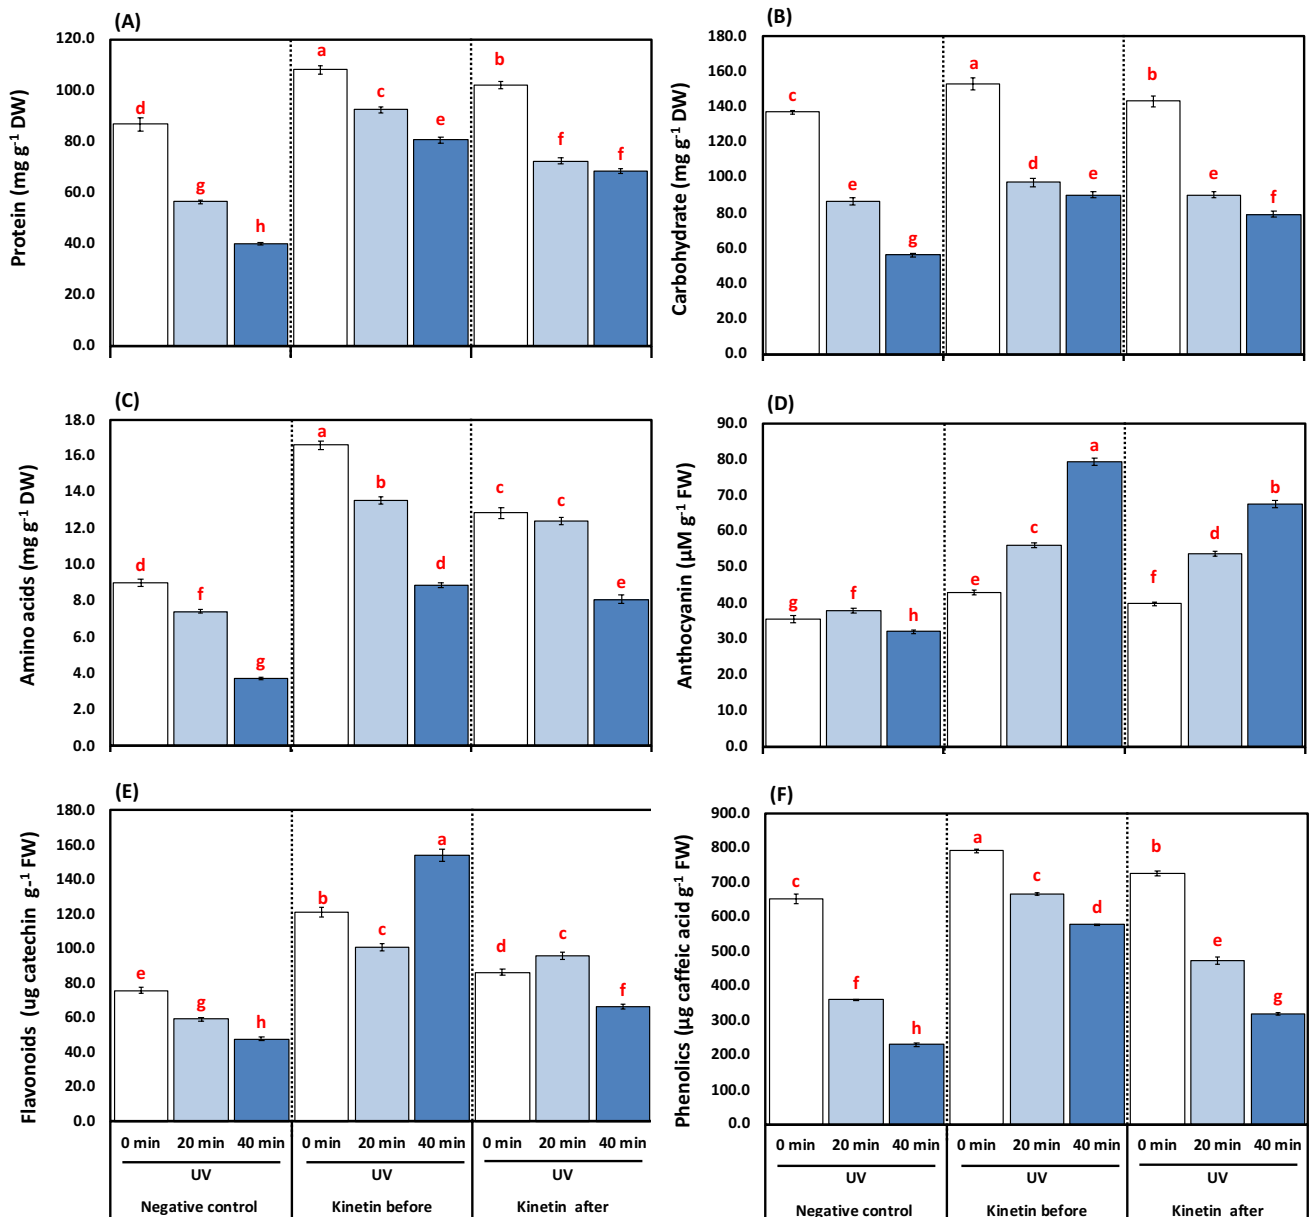 (A)
Protein (mg g⁻¹ DW)
120.0
100.0
80.0
60.0
40.0
20.0
0.0
d
g
h
a
c
e
b
f
f
(B)
Carbohydrate (mg g⁻¹ DW)
180.0
160.0
140.0
120.0
100.0
80.0
60.0
40.0
20.0
0.0
c
e
g
a
d
e
b
e
f
(C)
Amino acids (mg g⁻¹ DW)
18.0
16.0
14.0
12.0
10.0
8.0
6.0
4.0
2.0
0.0
d
f
g
a
b
d
c
c
e
(D)
Anthocyanin (µM g⁻¹ FW)
90.0
80.0
70.0
60.0
50.0
40.0
30.0
20.0
10.0
0.0
g
f
h
e
c
a
f
d
b
(E)
Flavonoids (ug catechin g-¹ FW)
180.0
160.0
140.0
120.0
100.0
80.0
60.0
40.0
20.0
0.0
e
g
h
b
c
a
d
c
f
0 min 20 min 40 min 0 min 20 min 40 min 0 min 20 min 40 min
UV UV UV
Negative control Kinetin before Kinetin after
(F)
Phenolics (µg caffeic acid g⁻¹ FW)
900.0
800.0
700.0
600.0
500.0
400.0
300.0
200.0
100.0
0.0
c
f
h
a
c
d
b
e
g
0 min 20 min 40 min 0 min 20 min 40 min 0 min 20 min 40 min
UV UV UV
Negative control Kinetin before Kinetin after